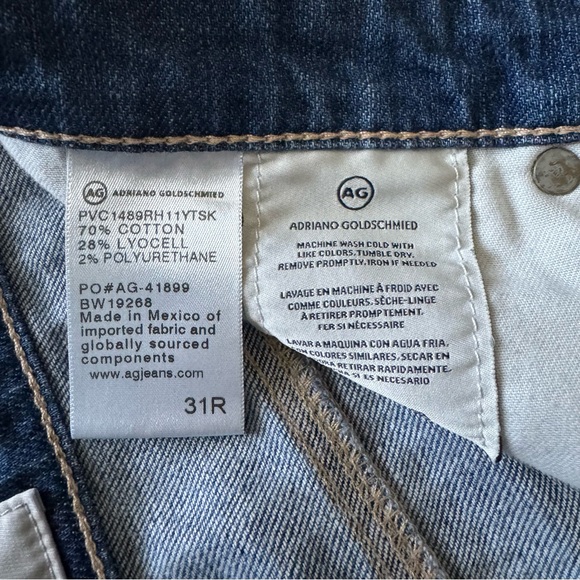 AG ADRIANO GOLDSCHMIED
PVC1489RH11YTSK
70% COTTON
28% LYOCELL
2% POLYURETHANE
PO#AG-41899
BW19268
Made in Mexico of
imported fabric and
globally sourced
components
www.agjeans.com
31R
AG
ADRIANO GOLDSCHMIED
MACHINE WASH COLD WITH
LIKE COLORS. TUMBLE DRY.
REMOVE PROMPTLY. IRON IF NEEDED
LAVAGE EN MACHINE À FROID AVEC
COMME COULEURS. SÈCHE-LINGE
À RETIRER PROMPTEMENT.
FER SI NÉCESSAIRE
LAVAR A MAQUINA CON AGUA FRIA.
COLORES SIMILARES. SECAR EN
RETIRAR RAPIDAMENTE.
SI ES NECESARIO